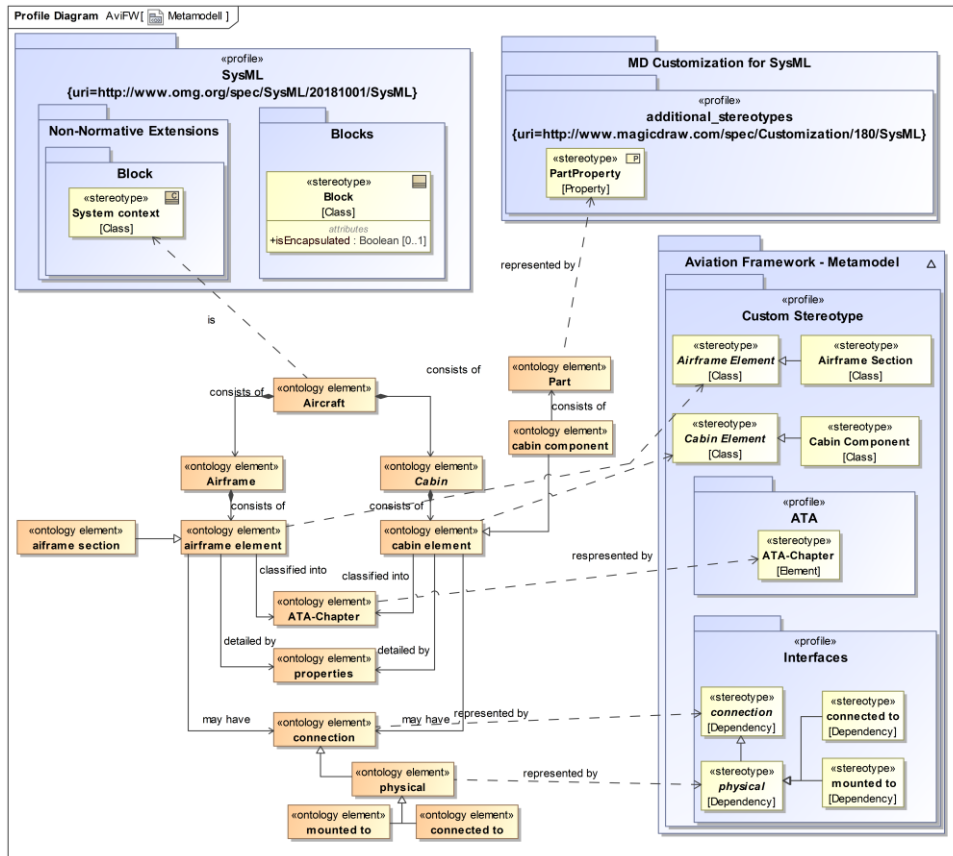 Profile Diagram AviFW[ Metamodell ]
«profile»
SysML
{uri=http://www.omg.org/spec/SysML/20181001/SysML}
Non-Normative Extensions
Block
«stereotype»
C
System context
[Class]
Blocks
«stereotype»
Block
[Class]
attributes
+isEncapsulated : Boolean [0..1]
MD Customization for SysML
«profile»
additional_stereotypes
{uri=http://www.magicdraw.com/spec/Customization/180/SysML}
«stereotype»
P
PartProperty
[Property]
represented by
is
Aviation Framework - Metamodel
«profile»
Custom Stereotype
«stereotype»
Airframe Element
[Class]
«stereotype»
Airframe Section
[Class]
«stereotype»
Cabin Element
[Class]
«stereotype»
Cabin Component
[Class]
«profile»
ATA
«stereotype»
ATA-Chapter
[Element]
«profile»
Interfaces
«stereotype»
connection
[Dependency]
«stereotype»
connected to
[Dependency]
«stereotype»
physical
[Dependency]
«stereotype»
mounted to
[Dependency]
«ontology element»
Aircraft
consists of
consists of
«ontology element»
Part
consists of
«ontology element»
cabin component
«ontology element»
Airframe
«ontology element»
Cabin
consists of
consists of
«ontology element»
aiframe section
«ontology element»
airframe element
«ontology element»
cabin element
classified into
classified into
respresented by
«ontology element»
ATA-Chapter
detailed by
detailed by
«ontology element»
properties
may have
may have
represented by
«ontology element»
connection
«ontology element»
physical
represented by
«ontology element»
mounted to
«ontology element»
connected to